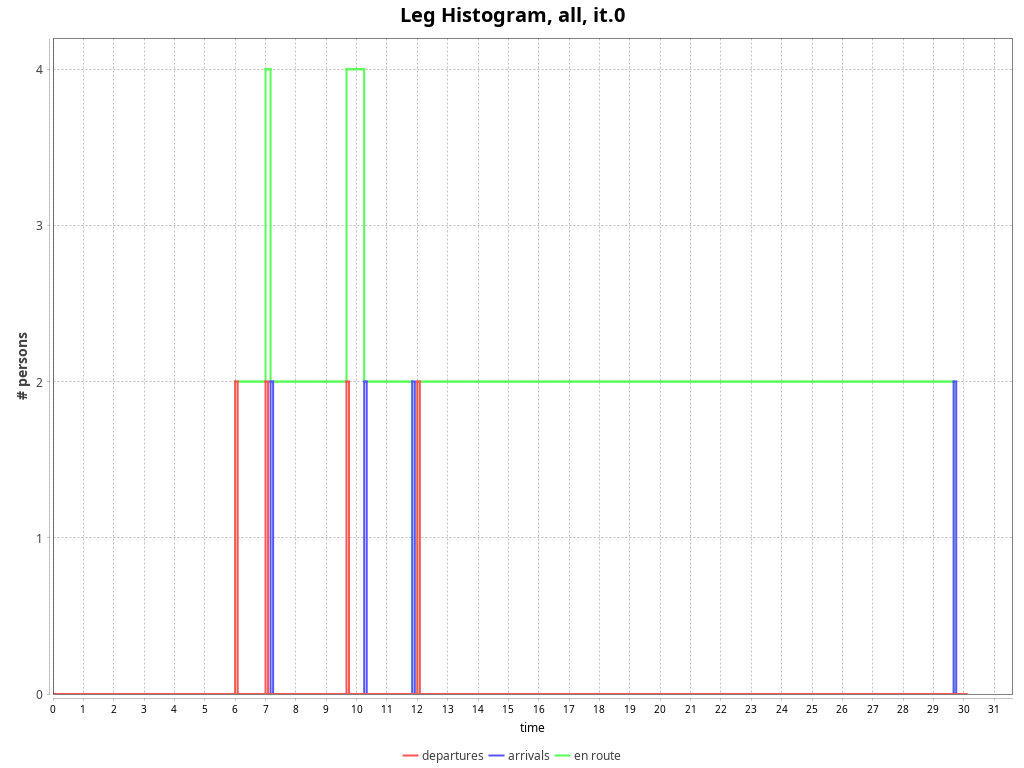 Leg Histogram, all, it.0
# persons
4
3
2
1
0
0 1 2 3 4 5 6 7 8 9 10 11 12 13 14 15 16 17 18 19 20 21 22 23 24 25 26 27 28 29 30 31
time
departures arrivals en route